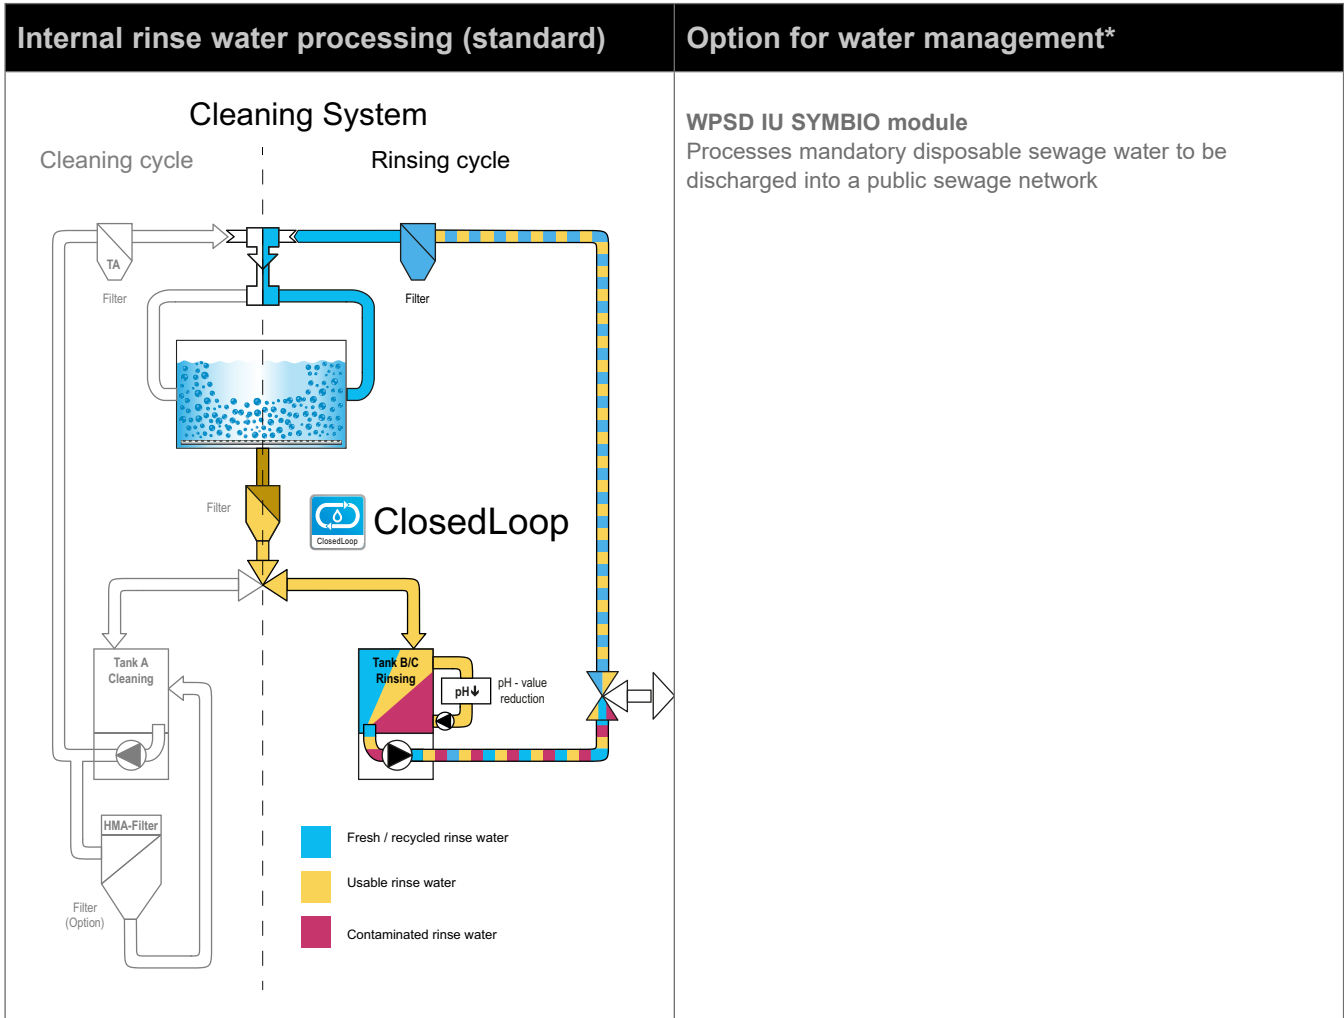 Internal rinse water processing (standard)
Option for water management*
Cleaning System
Cleaning cycle
Rinsing cycle
WPSD IU SYMBIO module
Processes mandatory disposable sewage water to be
discharged into a public sewage network
TA
Filter
Filter
Filter
ClosedLoop
ClosedLoop
Tank A
Cleaning
Tank B/C
Rinsing
pH
pH - value
reduction
HMA-Filter
Filter
(Option)
Fresh / recycled rinse water
Usable rinse water
Contaminated rinse water